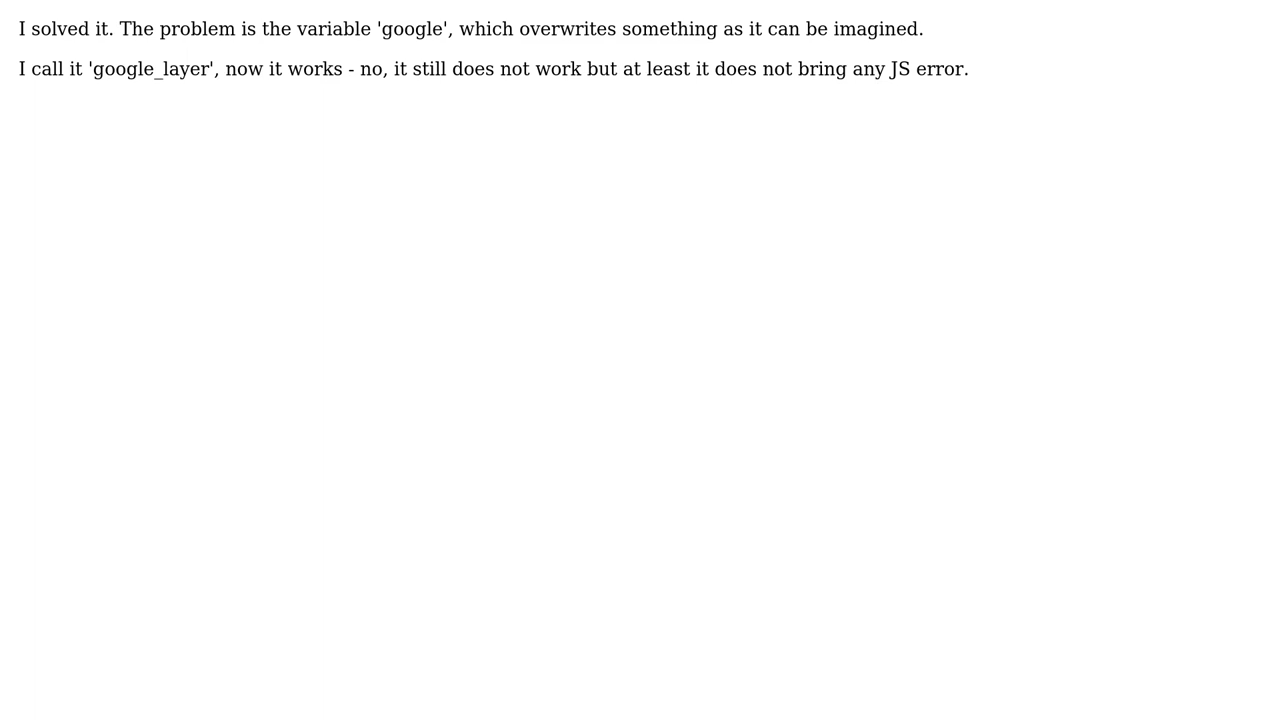 I solved it. The problem is the variable 'google', which overwrites something as it can be imagined.
I call it 'google_layer', now it works - no, it still does not work but at least it does not bring any JS error.